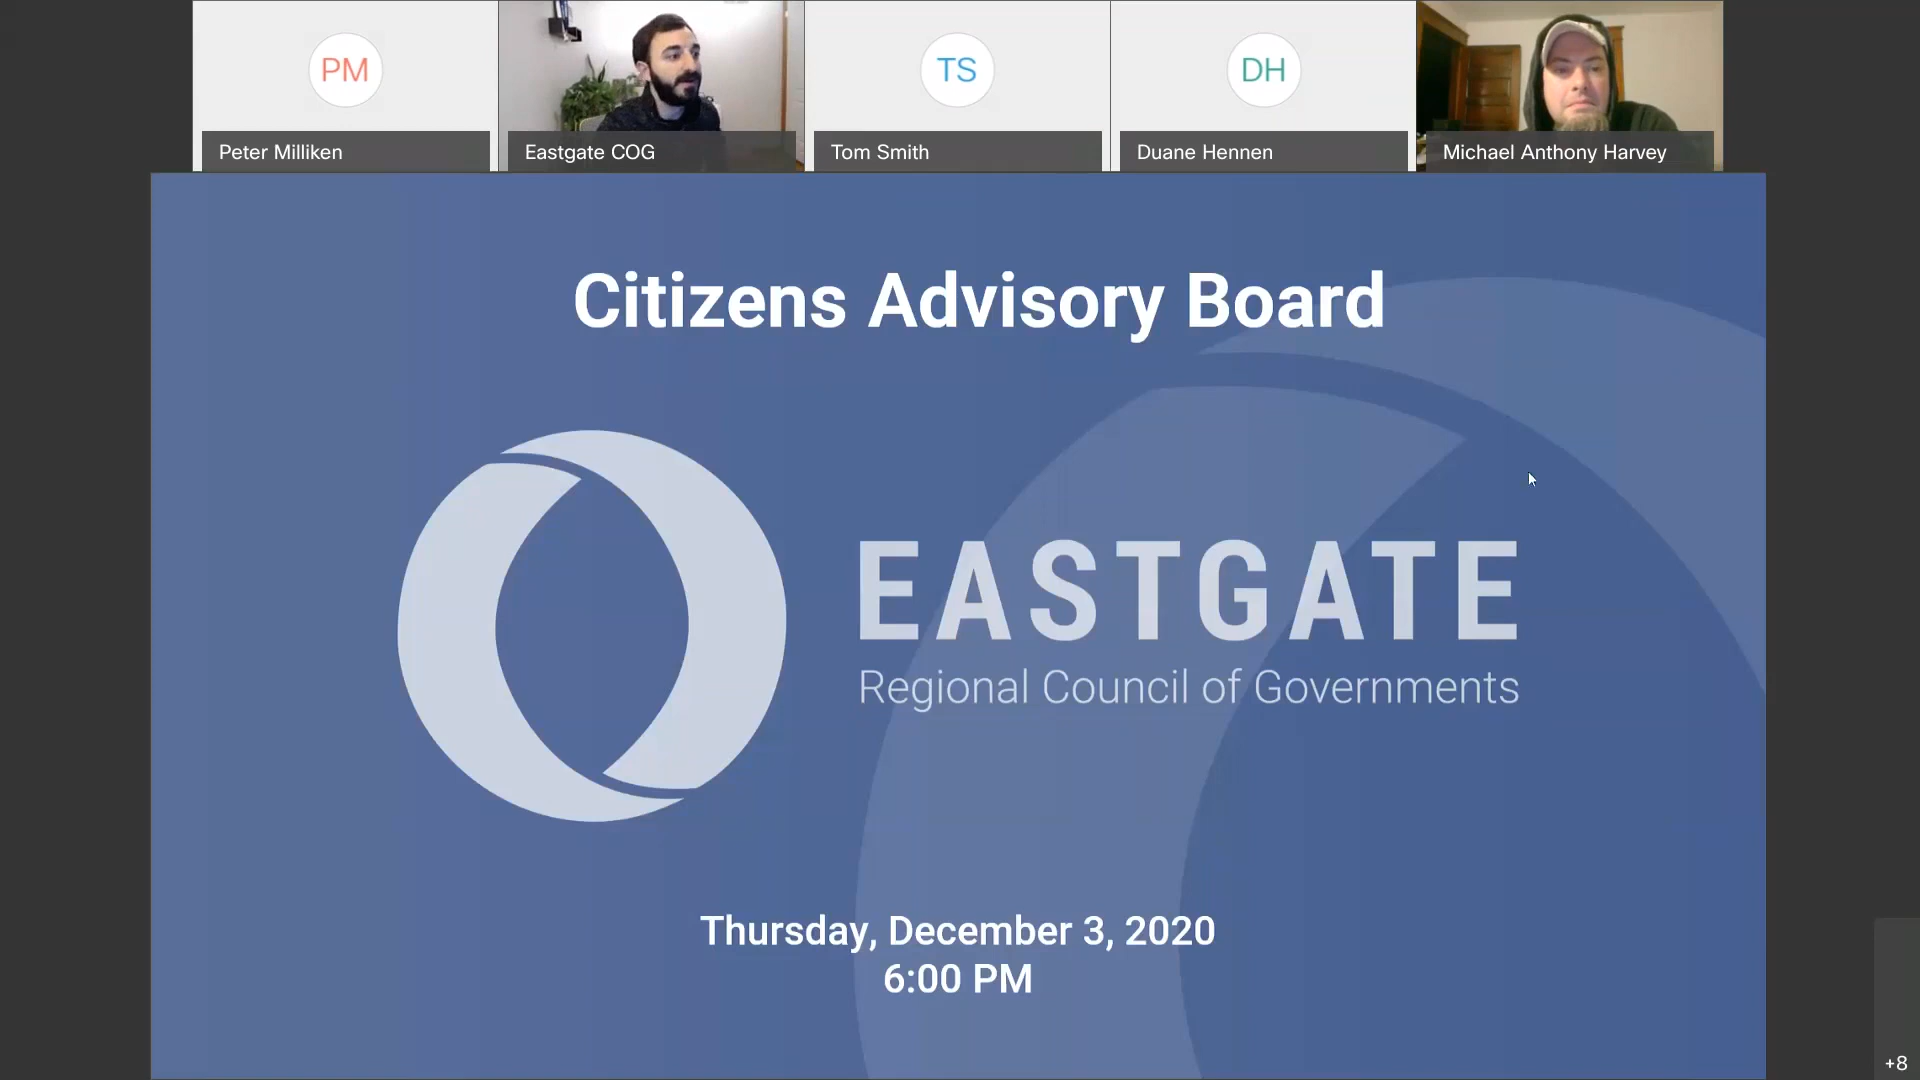 PM
TS
DH
Peter Milliken
Eastgate COG
Tom Smith
Duane Hennen
Michael Anthony Harvey
Citizens Advisory Board
EASTGATE
Regional Council of Governments
Thursday, December 3, 2020
6:00 PM
+8